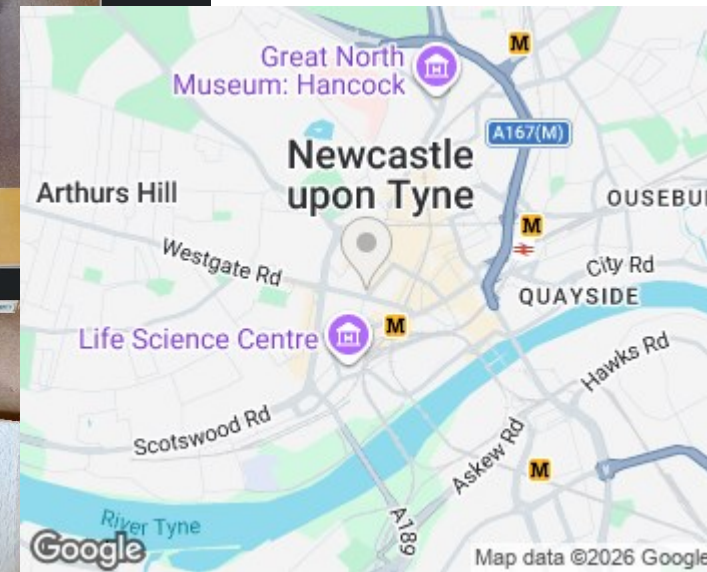 Great North
Museum: Hancock
M
A167(M)
Newcastle
upon Tyne
Arthurs Hill
OUSEBU
M
Westgate Rd
City Rd
QUAYSIDE
Life Science Centre
M
Hawks Rd
Scotswood Rd
Askew Rd
M
River Tyne
A189
Google
Map data ©2026 Google